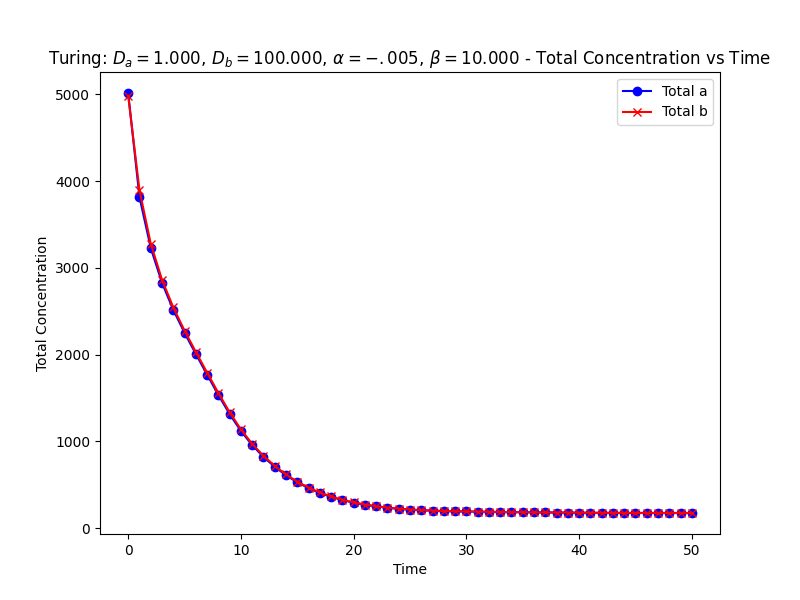 Turing: $D_a = 1.000$, $D_b = 100.000$, $\alpha = -.005$, $\beta = 10.000$ - Total Concentration vs Time
Total a
Total b
Total Concentration
5000
4000
3000
2000
1000
0
0 10 20 30 40 50
Time